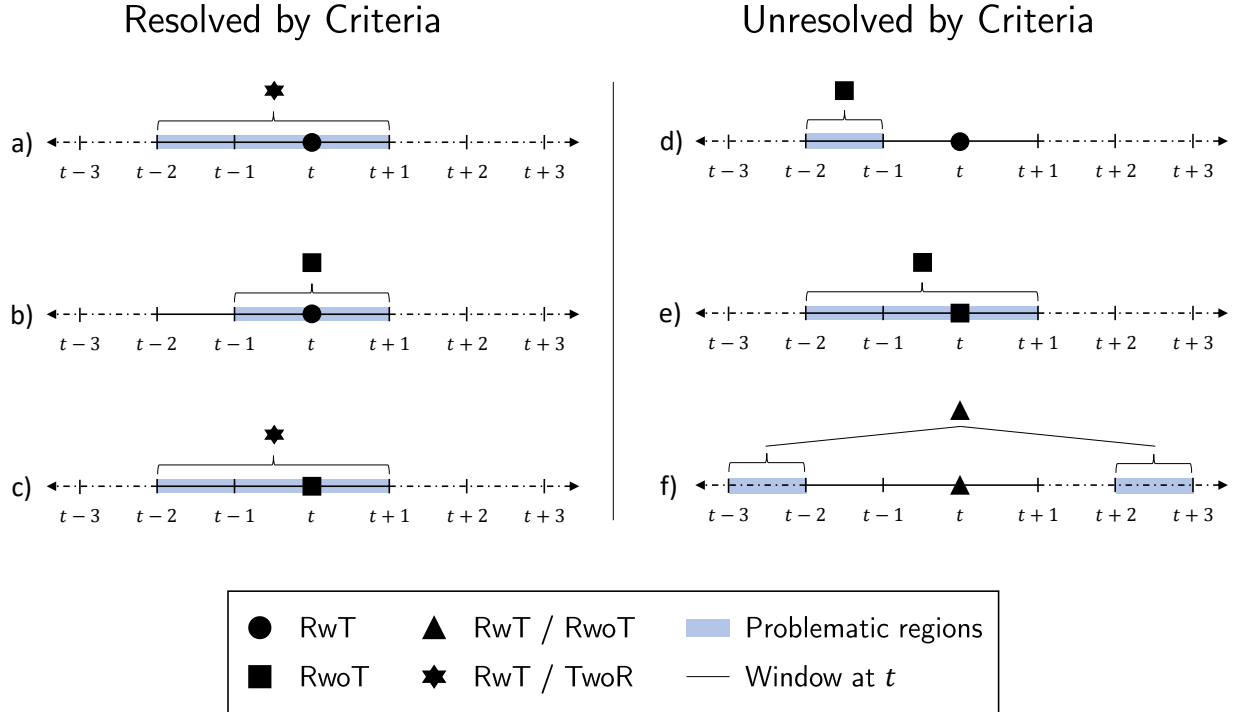 Resolved by Criteria
Unresolved by Criteria
a)
t − 3 t − 2 t − 1 t t + 1 t + 2 t + 3
d)
t − 3 t − 2 t − 1 t t + 1 t + 2 t + 3
b)
t − 3 t − 2 t − 1 t t + 1 t + 2 t + 3
e)
t − 3 t − 2 t − 1 t t + 1 t + 2 t + 3
c)
t − 3 t − 2 t − 1 t t + 1 t + 2 t + 3
f)
t − 3 t − 2 t − 1 t t + 1 t + 2 t + 3
RwT
RwT / RwoT
Problematic regions
RwoT
RwT / TwoR
Window at t